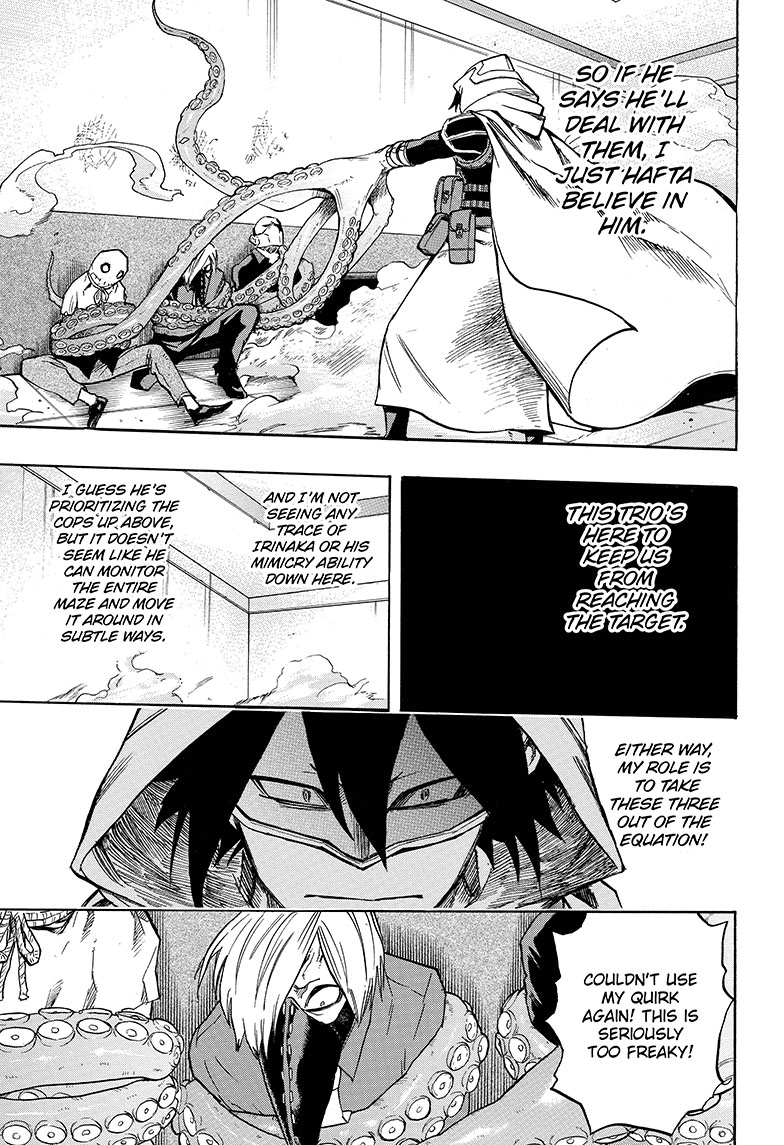 SO IF HE
SAYS HE'LL
DEAL WITH
THEM, I
JUST HAFTA
BELIEVE IN
HIM.
THIS TRIO'S
HERE TO
KEEP US
FROM
REACHING
THE TARGET.
AND I'M NOT
SEEING ANY
TRACE OF
IRINAKA OR HIS
MIMICRY ABILITY
DOWN HERE.
I GUESS HE'S
PRIORITIZING THE
COPS UP ABOVE,
BUT IT DOESN'T
SEEM LIKE HE
CAN MONITOR
THE ENTIRE
MAZE AND MOVE
IT AROUND IN
SUBTLE WAYS.
EITHER WAY,
MY ROLE IS
TO TAKE
THESE THREE
OUT OF THE
EQUATION!
COULDN'T USE
MY QUIRK
AGAIN! THIS IS
SERIOUSLY
TOO FREAKY!